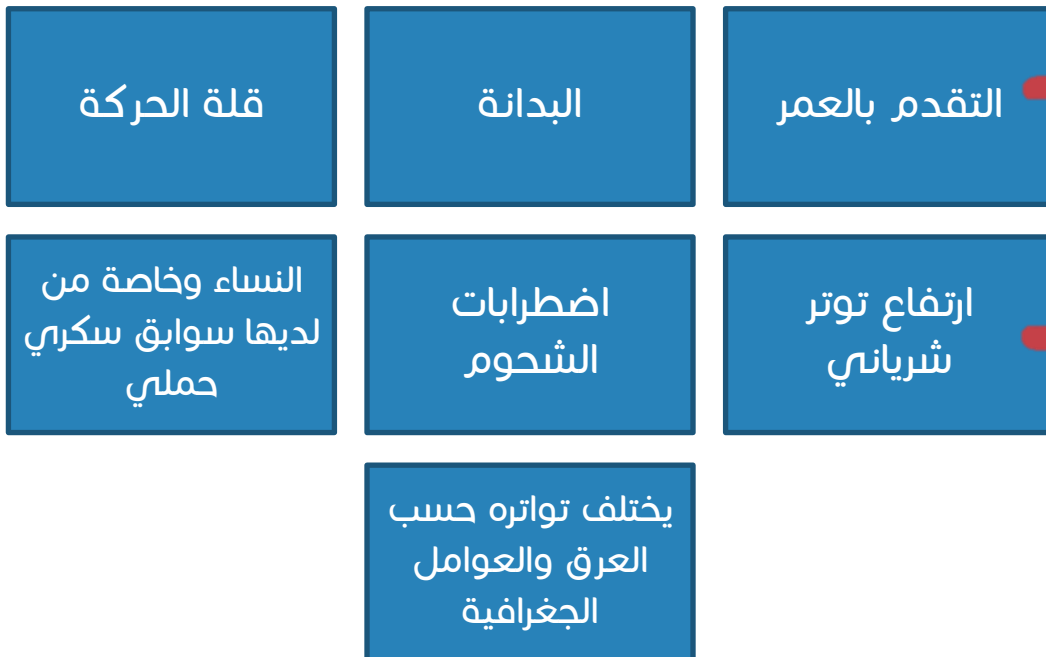 التقدم بالعمر
البدانة
قلة الحركة
ارتفاع توتر
شرياني
اضطرابات
الشحوم
النساء وخاصة من
لديها سوابق سكري
حملي
يختلف تواتره حسب
العرق والعوامل
الجغرافية